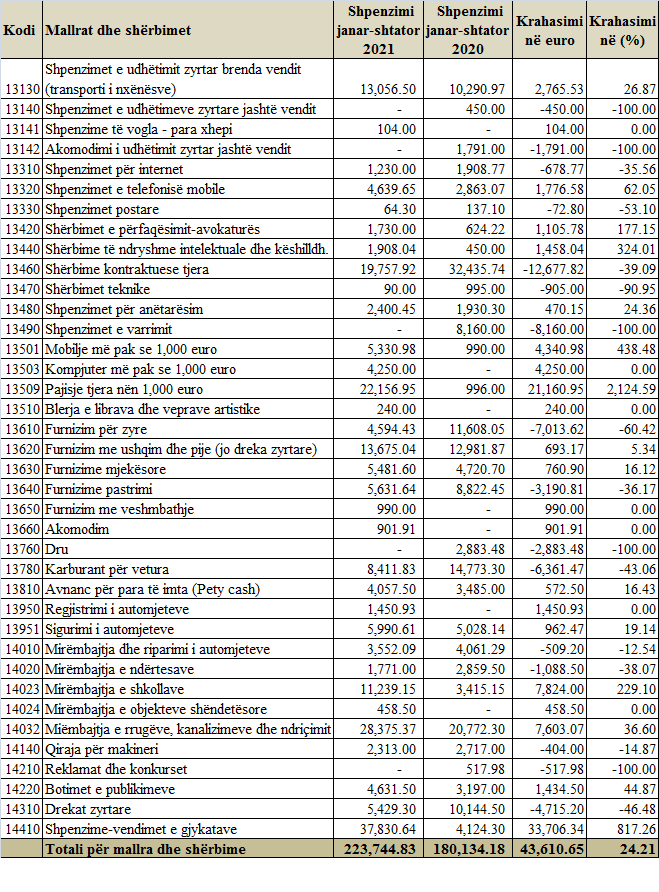 Kodi Mallrat dhe shërbimet Shpenzimi janar-shtator 2021 Shpenzimi janar-shtator 2020 Krahasimi në euro Krahasimi në (%)
Shpenzimet e udhëtimit zyrtar brenda vendit
13130 (transporti i nxënësve) 13,056.50 10,290.97 2,765.53 26.87
13140 Shpenzimet e udhëtimeve zyrtare jashtë vendit - 450.00 -450.00 -100.00
13141 Shpenzime të vogla - para xhepi 104.00 - 104.00 0.00
13142 Akomodimi i udhëtimit zyrtar jashtë vendit - 1,791.00 -1,791.00 -100.00
13310 Shpenzimet për internet 1,230.00 1,908.77 -678.77 -35.56
13320 Shpenzimet e telefonisë mobile 4,639.65 2,863.07 1,776.58 62.05
13330 Shpenzimet postare 64.30 137.10 -72.80 -53.10
13420 Shërbimet e përfaqësimit-avokaturës 1,730.00 624.22 1,105.78 177.15
13440 Shërbime të ndryshme intelektuale dhe këshilldh. 1,908.04 450.00 1,458.04 324.01
13460 Shërbime kontraktuese tjera 19,757.92 32,435.74 -12,677.82 -39.09
13470 Shërbimet teknike 90.00 995.00 -905.00 -90.95
13480 Shpenzimet për anëtarësim 2,400.45 1,930.30 470.15 24.36
13490 Shpenzimet e varrimit - 8,160.00 -8,160.00 -100.00
13501 Mobilje më pak se 1,000 euro 5,330.98 990.00 4,340.98 438.48
13503 Kompjuter më pak se 1,000 euro 4,250.00 - 4,250.00 0.00
13509 Pajisje tjera nën 1,000 euro 22,156.95 996.00 21,160.95 2,124.59
13510 Blerja e librava dhe veprave artistike 240.00 - 240.00 0.00
13610 Furnizim për zyre 4,594.43 11,608.05 -7,013.62 -60.42
13620 Furnizim me ushqim dhe pije (jo dreka zyrtare) 13,675.04 12,981.87 693.17 5.34
13630 Furnizime mjekësore 5,481.60 4,720.70 760.90 16.12
13640 Furnizime pastrimi 5,631.64 8,822.45 -3,190.81 -36.17
13650 Furnizim me veshmbathje 990.00 - 990.00 0.00
13660 Akomodim 901.91 - 901.91 0.00
13760 Dru - 2,883.48 -2,883.48 -100.00
13780 Karburant për vetura 8,411.83 14,773.30 -6,361.47 -43.06
13810 Avnanc për para të imta (Pety cash) 4,057.50 3,485.00 572.50 16.43
13950 Regjistrimi i automjeteve 1,450.93 - 1,450.93 0.00
13951 Sigurimi i automjeteve 5,990.61 5,028.14 962.47 19.14
14010 Mirëmbajtja dhe riparimi i automjeteve 3,552.09 4,061.29 -509.20 -12.54
14020 Mirëmbajtja e ndërtesave 1,771.00 2,859.50 -1,088.50 -38.07
14023 Mirëmbajtja e shkollave 11,239.15 3,415.15 7,824.00 229.10
14024 Mirëmbajtja e objekteve shëndetësore 458.50 - 458.50 0.00
14032 Miëmbajtja e rrugëve, kanalizimeve dhe ndriçimit 28,375.37 20,772.30 7,603.07 36.60
14140 Qiraja për makineri 2,313.00 2,717.00 -404.00 -14.87
14210 Reklamat dhe konkurset - 517.98 -517.98 -100.00
14220 Botimet e publikimeve 4,631.50 3,197.00 1,434.50 44.87
14310 Drekat zyrtare 5,429.30 10,144.50 -4,715.20 -46.48
14410 Shpenzime-vendimet e gjykatave 37,830.64 4,124.30 33,706.34 817.26
Totali për mallra dhe shërbime 223,744.83 180,134.18 43,610.65 24.21